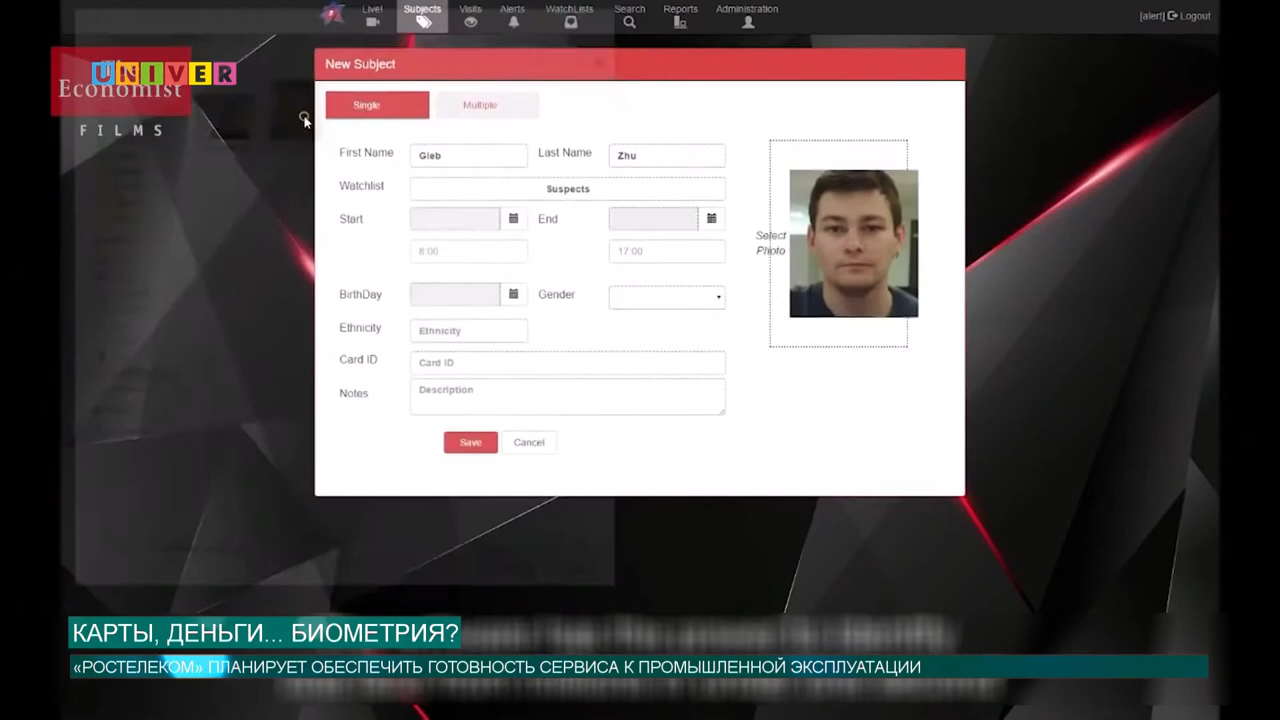 Live! Subjects Visits Alerts WatchLists Search Reports Administration [alert] Logout
New Subject
UNIVER
The
Economist
FILMS
Single Multiple
First Name Gleb Last Name Zhu
Watchlist Suspects
Start End
Select
Photo
8:00 17:00
BirthDay Gender
Ethnicity Ethnicity
Card ID Card ID
Notes Description
Save Cancel
КАРТЫ, ДЕНЬГИ... БИОМЕТРИЯ?
«РОСТЕЛЕКОМ» ПЛАНИРУЕТ ОБЕСПЕЧИТЬ ГОТОВНОСТЬ СЕРВИСА К ПРОМЫШЛЕННОЙ ЭКСПЛУАТАЦИИ